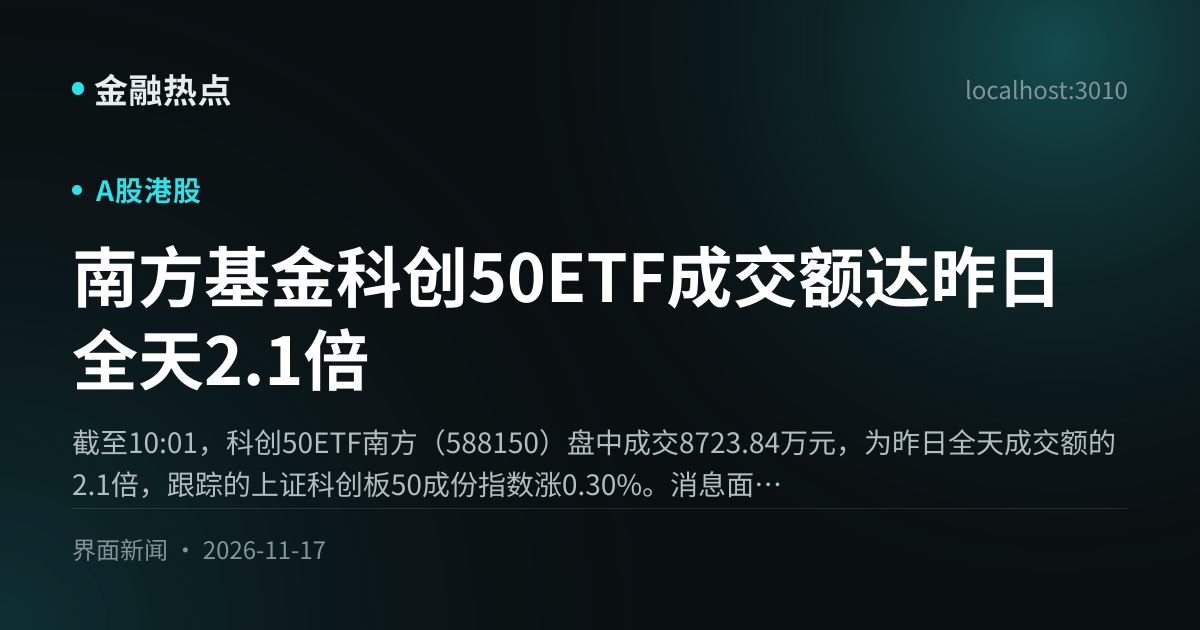 金融热点
localhost:3010
A股港股
南方基金科创50ETF成交额达昨日
全天2.1倍
截至10:01，科创50ETF南方（588150）盘中成交8723.84万元，为昨日全天成交额的
2.1倍，跟踪的上证科创板50成份指数涨0.30%。消息面…
界面新闻 · 2026-11-17